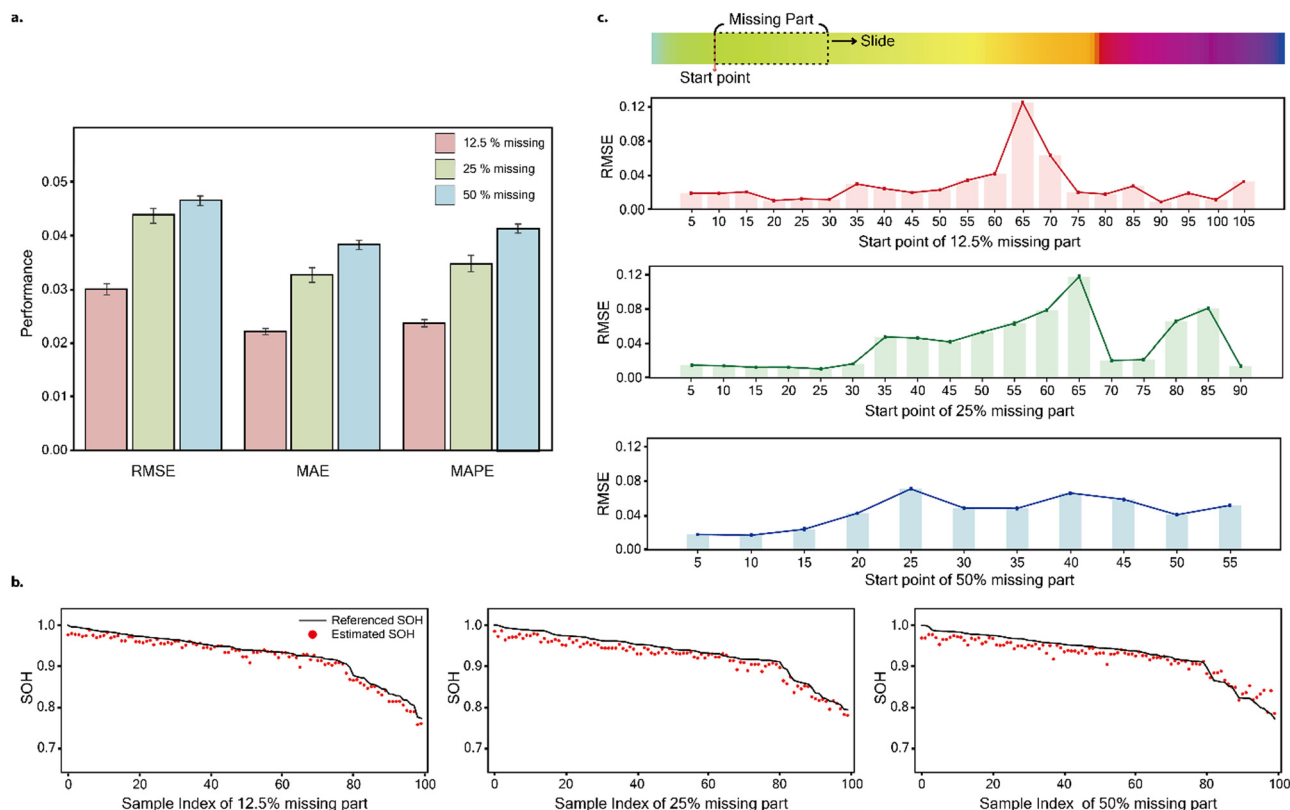 a.
0.05
0.04
0.03
0.02
0.01
0.00
Performance
12.5 % missing
25 % missing
50 % missing
RMSE MAE MAPE
c.
Missing Part
Slide
Start point
0.12
0.08
0.04
0.00
RMSE
5 10 15 20 25 30 35 40 45 50 55 60 65 70 75 80 85 90 95 100 105
Start point of 12.5% missing part
0.12
0.08
0.04
0.00
RMSE
5 10 15 20 25 30 35 40 45 50 55 60 65 70 75 80 85 90
Start point of 25% missing part
0.12
0.08
0.04
0.00
RMSE
5 10 15 20 25 30 35 40 45 50 55
Start point of 50% missing part
b.
1.0
0.9
0.8
0.7
SOH
Referenced SOH
Estimated SOH
0 20 40 60 80 100
Sample Index of 12.5% missing part
1.0
0.9
0.8
0.7
SOH
0 20 40 60 80 100
Sample Index of 25% missing part
1.0
0.9
0.8
0.7
SOH
0 20 40 60 80 100
Sample Index of 50% missing part